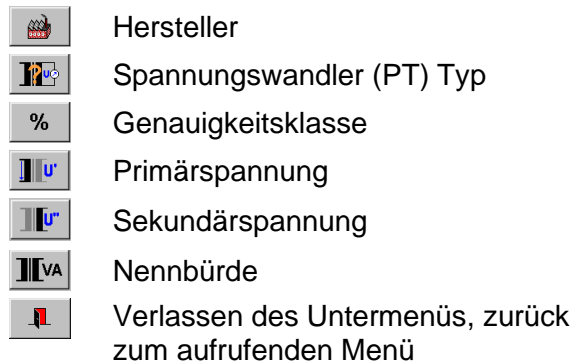 Hersteller
U Spannungswandler (PT) Typ
% Genauigkeitsklasse
U' Primärspannung
U" Sekundärspannung
VA Nennbürde
Verlassen des Untermenüs, zurück
zum aufrufenden Menü